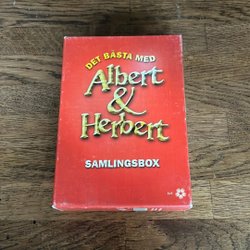 DET BÄSTA MED
Albert
&
Herbert
SAMLINGSBOX